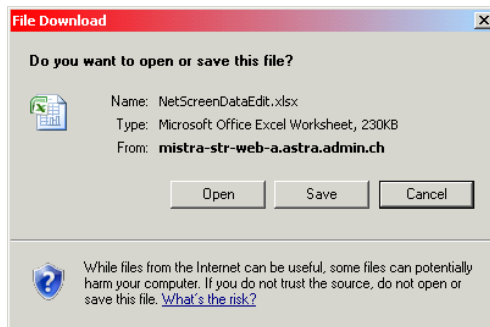 File Download
Do you want to open or save this file?
Name: NetScreenDataEdit.xlsx
Type: Microsoft Office Excel Worksheet, 230KB
From: mistra-str-web-a.astra.admin.ch
Open Save Cancel
While files from the Internet can be useful, some files can potentially
harm your computer. If you do not trust the source, do not open or
save this file. What's the risk?